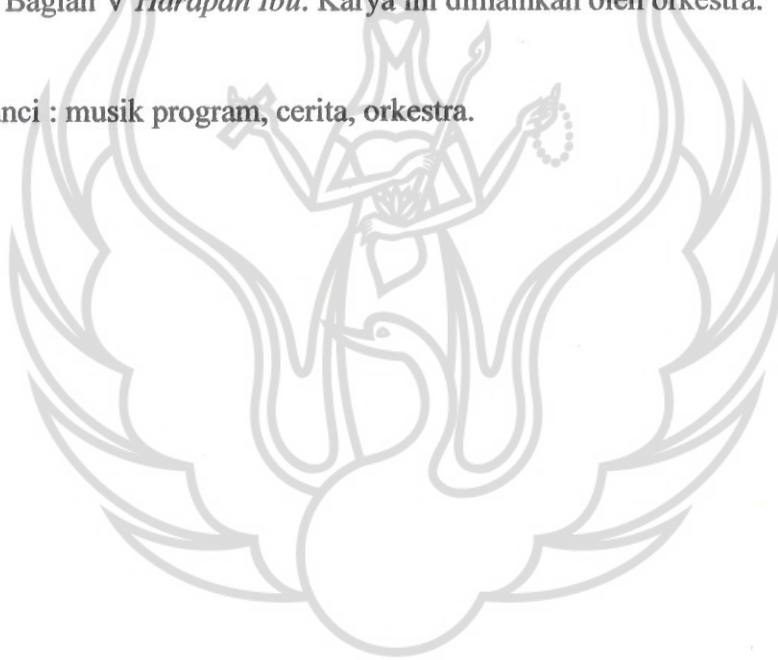 Bagian V Harapan Ibu. Karya ini dimainkan oleh orkestra.
nci : musik program, cerita, orkestra.